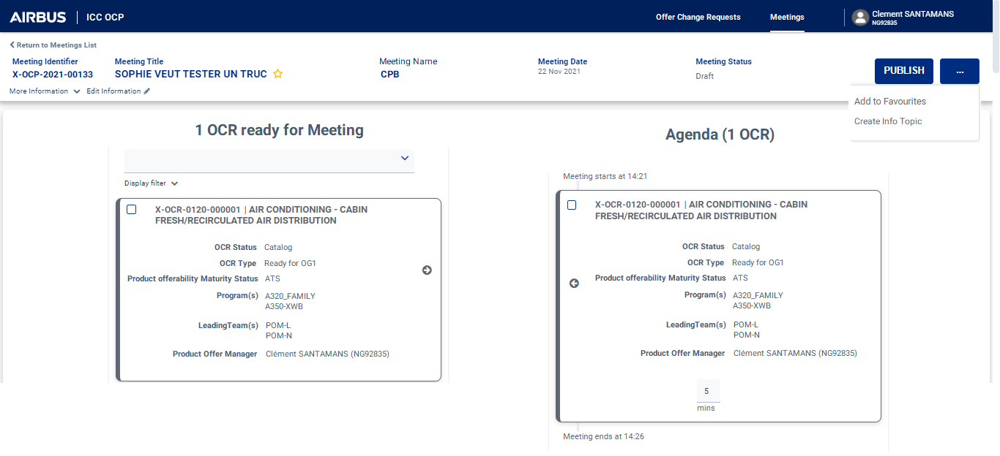 AIRBUS ICC OCP Offer Change Requests Meetings Clement SANTAMANS
NG92835
Return to Meetings List
Meeting Identifier Meeting Title Meeting Name Meeting Date Meeting Status
X-OCP-2021-00133 SOPHIE VEUT TESTER UN TRUC CPB 22 Nov 2021 Draft PUBLISH ...
More Information Edit Information
Add to Favourites
Create Info Topic
1 OCR ready for Meeting
Display filter
X-OCR-0120-000001 | AIR CONDITIONING - CABIN
FRESH/RECIRCULATED AIR DISTRIBUTION
OCR Status Catalog
OCR Type Ready for OG1
Product offerability Maturity Status ATS
Program(s) A320_FAMILY
A350-XWB
LeadingTeam(s) POM-L
POM-N
Product Offer Manager Clément SANTAMANS (NG92835)
Agenda (1 OCR)
Meeting starts at 14:21
X-OCR-0120-000001 | AIR CONDITIONING - CABIN
FRESH/RECIRCULATED AIR DISTRIBUTION
OCR Status Catalog
OCR Type Ready for OG1
Product offerability Maturity Status ATS
Program(s) A320_FAMILY
A350-XWB
LeadingTeam(s) POM-L
POM-N
Product Offer Manager Clément SANTAMANS (NG92835)
5
mins
Meeting ends at 14:26